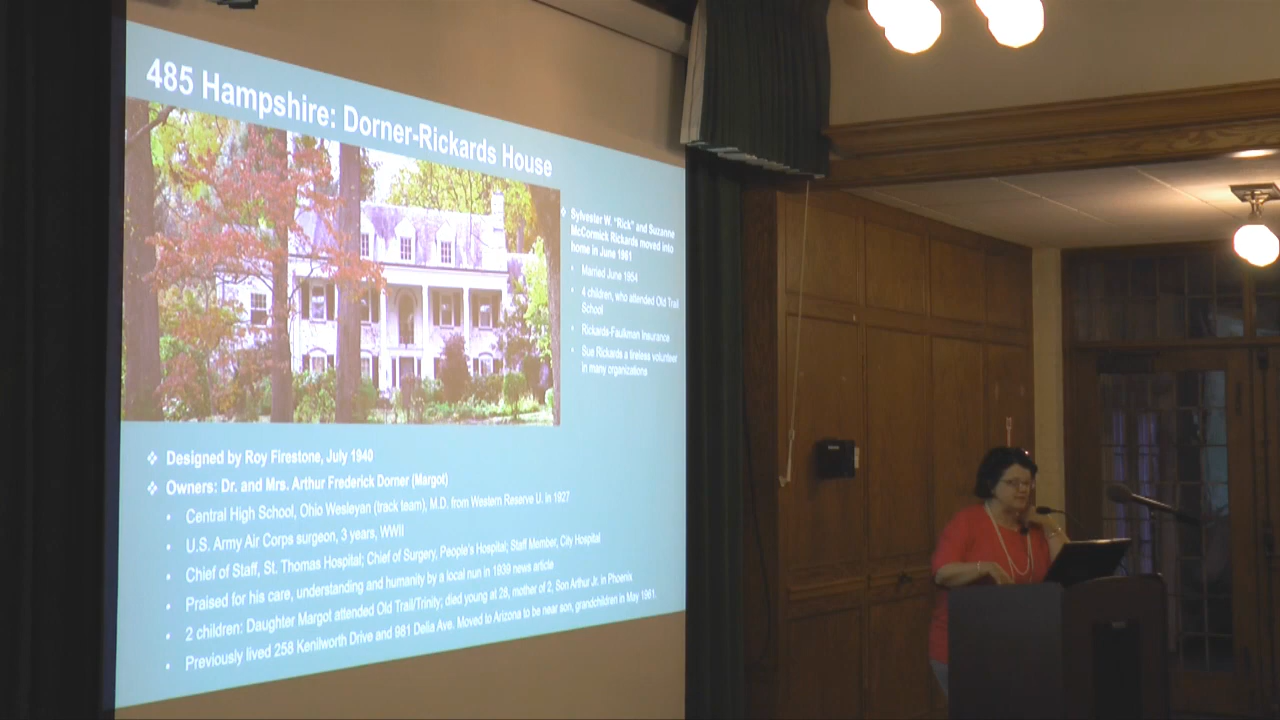 485 Hampshire: Dorner-Rickards House
Sylvester W. "Rick" and Suzanne
McCormick Rickards moved into
home in June 1961
Married June 1954
4 children, who attended Old Trail
School
Rickards-Faulkman Insurance
Sue Rickards a tireless volunteer
in many organizations
Designed by Roy Firestone, July 1940
Owners: Dr. and Mrs. Arthur Frederick Dorner (Margot)
Central High School, Ohio Wesleyan (track team), M.D. from Western Reserve U. in 1927
U.S. Army Air Corps surgeon, 3 years, WWII
Chief of Staff, St. Thomas Hospital; Chief of Surgery, People's Hospital; Staff Member, City Hospital
Praised for his care, understanding and humanity by a local nun in 1939 news article
2 children: Daughter Margot attended Old Trail/Trinity; died young at 28, mother of 2, Son Arthur Jr. in Phoenix
Previously lived 258 Kenilworth Drive and 981 Delia Ave. Moved to Arizona to be near son, grandchildren in May 1961.